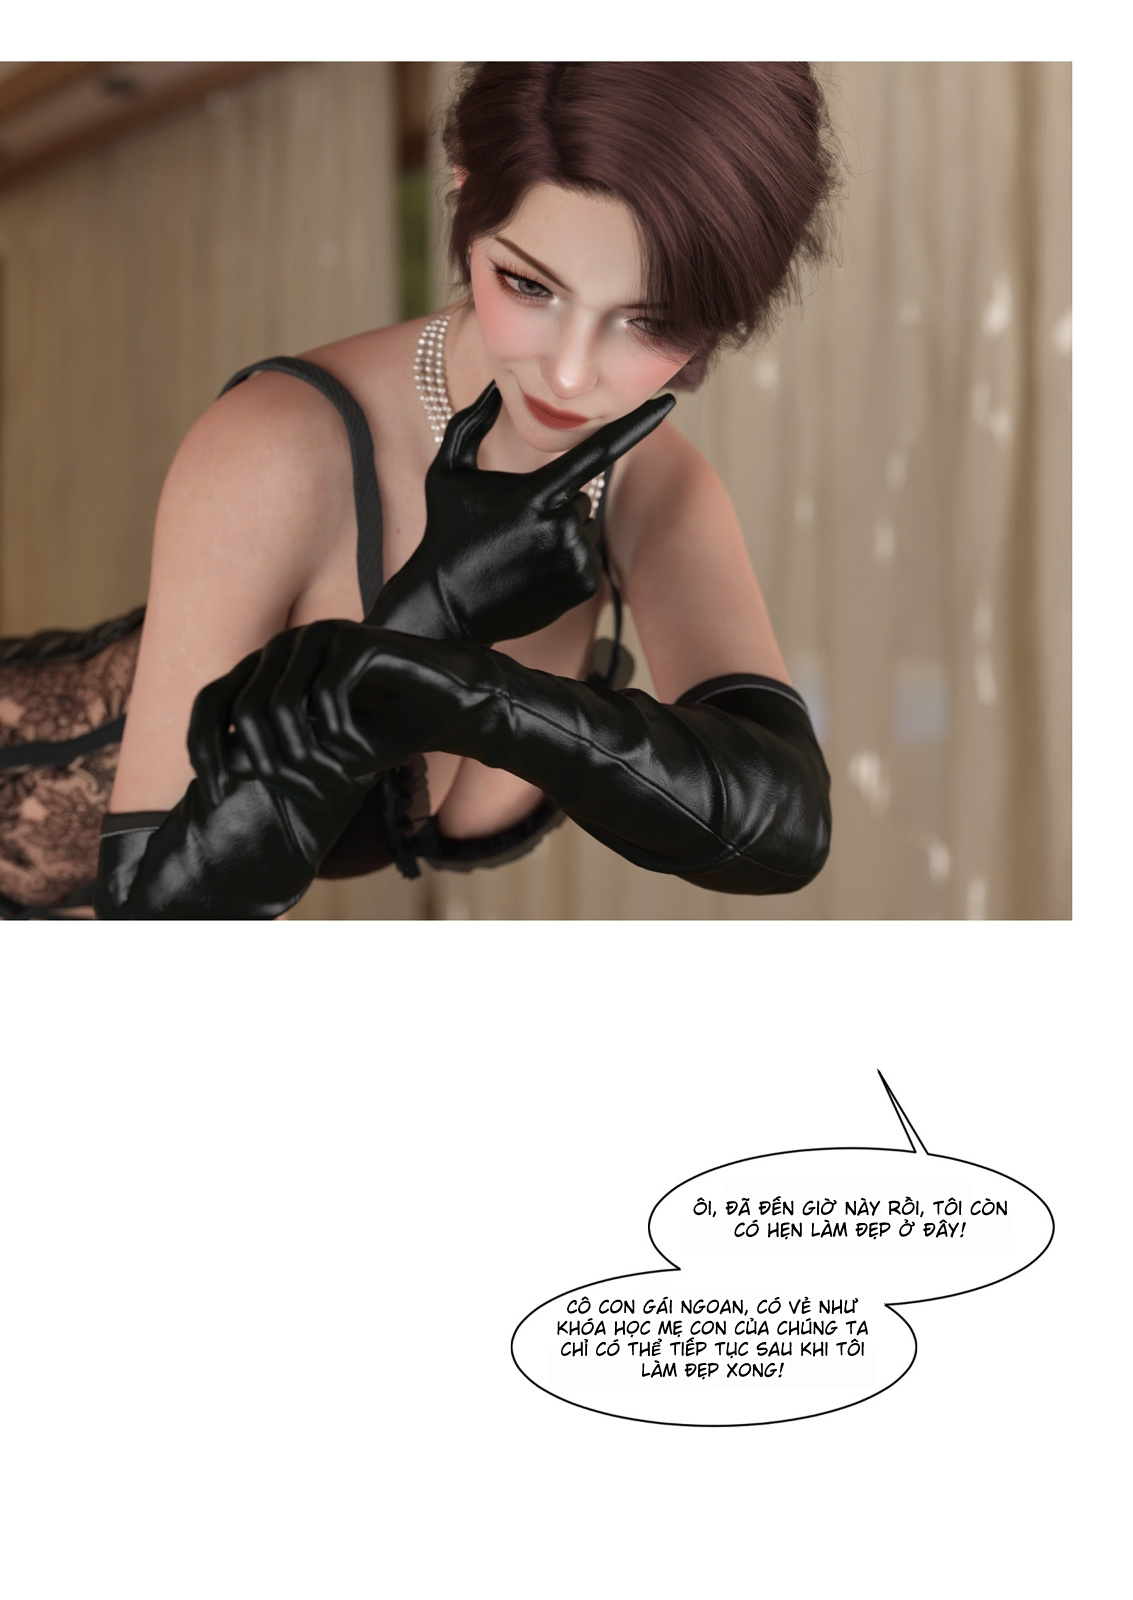 ÔI, ĐÃ ĐẾN GIỜ NÀY RỒI, TÔI CÒN
CÓ HẸN LÀM ĐẸP Ở ĐÂY!
CÔ CON GÁI NGOAN, CÓ VẺ NHƯ
KHÓA HỌC MẸ CON CỦA CHÚNG TA
CHỈ CÓ THỂ TIẾP TỤC SAU KHI TÔI
LÀM ĐẸP XONG!